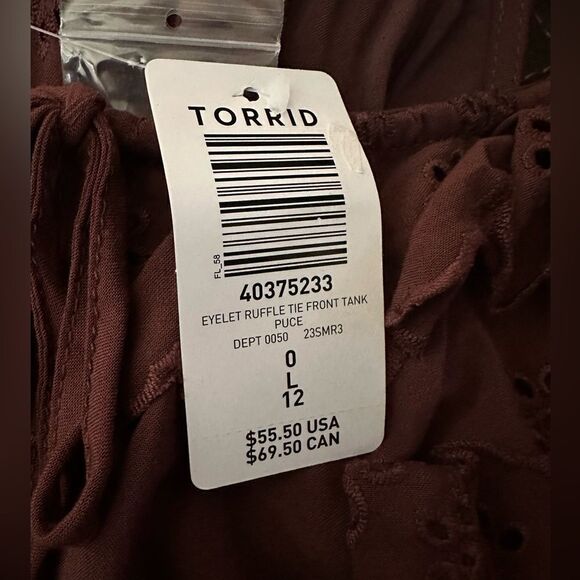 TORRID
FL_58
40375233
EYELET RUFFLE TIE FRONT TANK
PUCE
DEPT 0050 23SMR3
0
L
12
$55.50 USA
$69.50 CAN